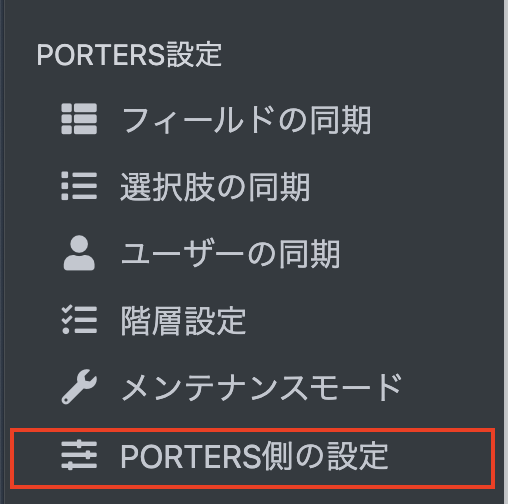 PORTERS設定
フィールドの同期
選択肢の同期
ユーザーの同期
階層設定
メンテナンスモード
PORTERS側の設定